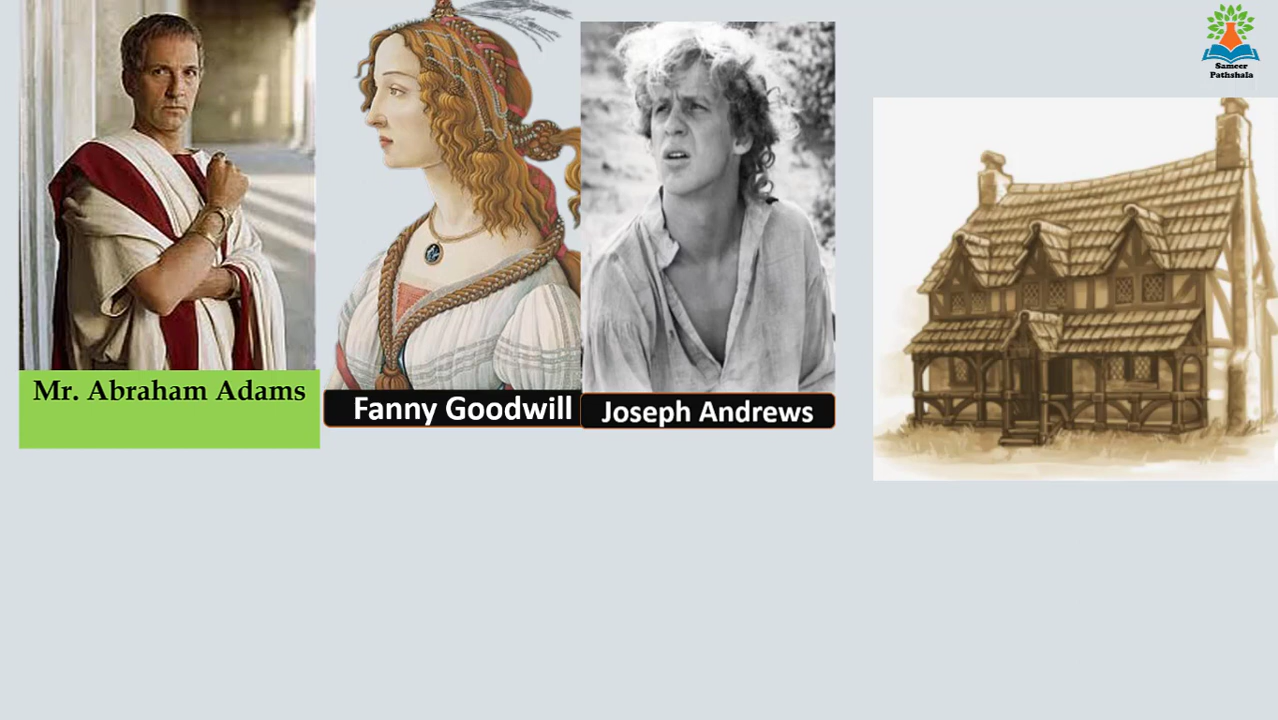 Sameer
Pathshala
Mr. Abraham Adams
Fanny Goodwill
Joseph Andrews